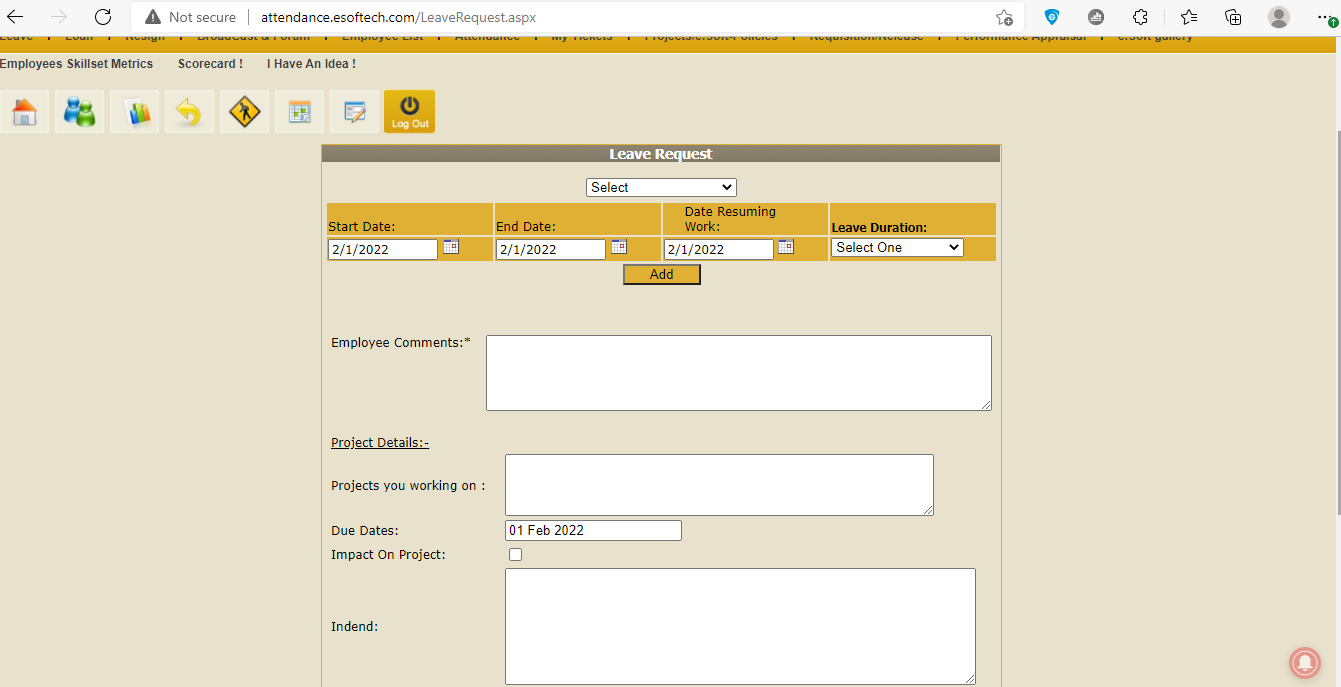 Not secure
attendance.esoftech.com/LeaveRequest.aspx
Leave Loan Resign BroadCast & Forum Employee List Attendance My Tickets Projects/e.Soft-Policies Requisition/Release Performance Appraisal e.Soft gallery
Employees Skillset Metrics Scorecard ! I Have An Idea !
Log Out
Leave Request
Select
Start Date: End Date: Date Resuming Work: Leave Duration:
2/1/2022 2/1/2022 2/1/2022 Select One
Add
Employee Comments:*
Project Details:-
Projects you working on :
Due Dates: 01 Feb 2022
Impact On Project:
Indend: